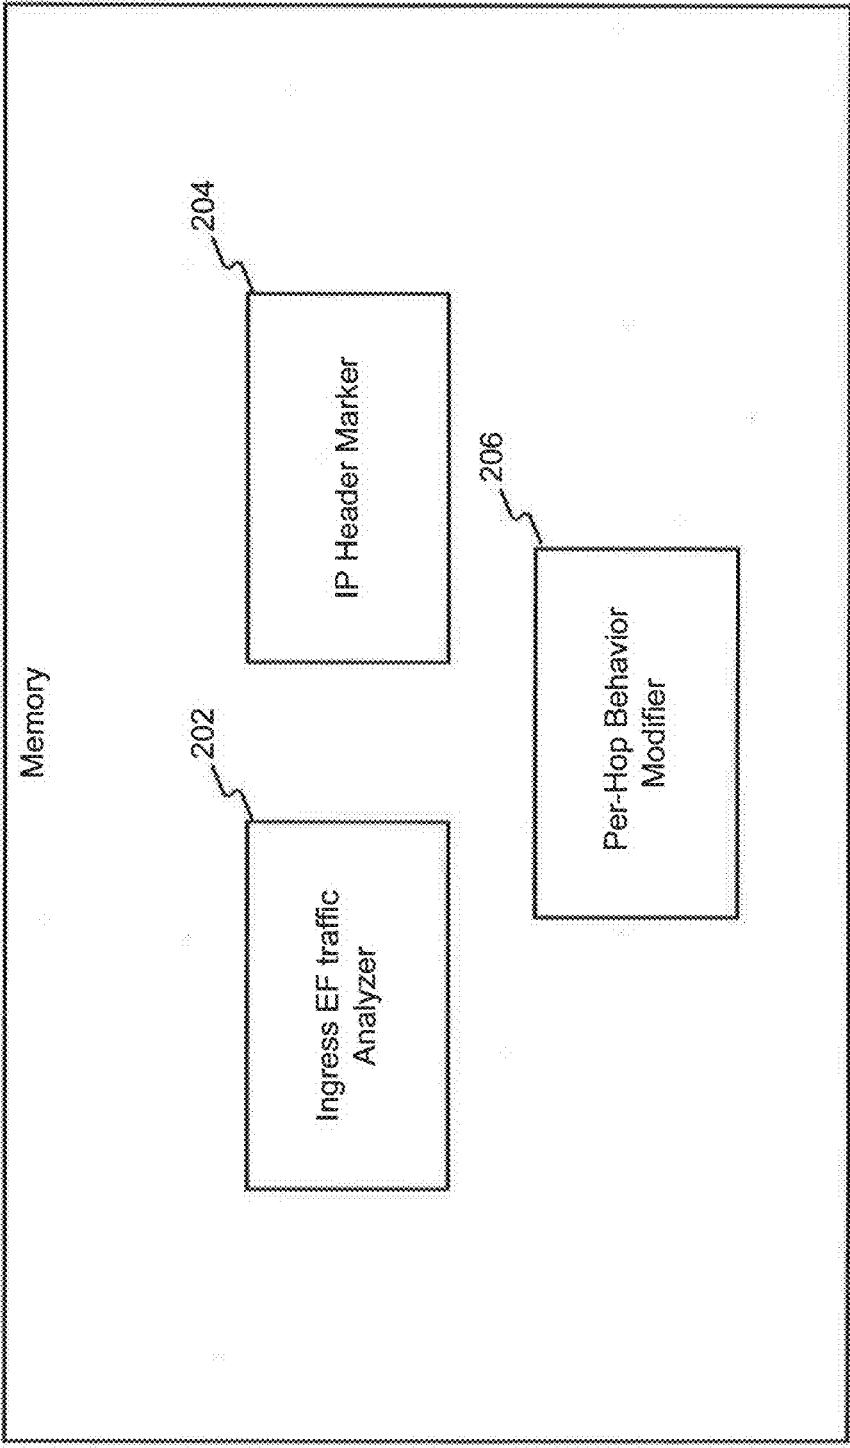 Memory
202
Ingress EF traffic
Analyzer
204
IP Header Marker
206
Per-Hop Behavior
Modifier